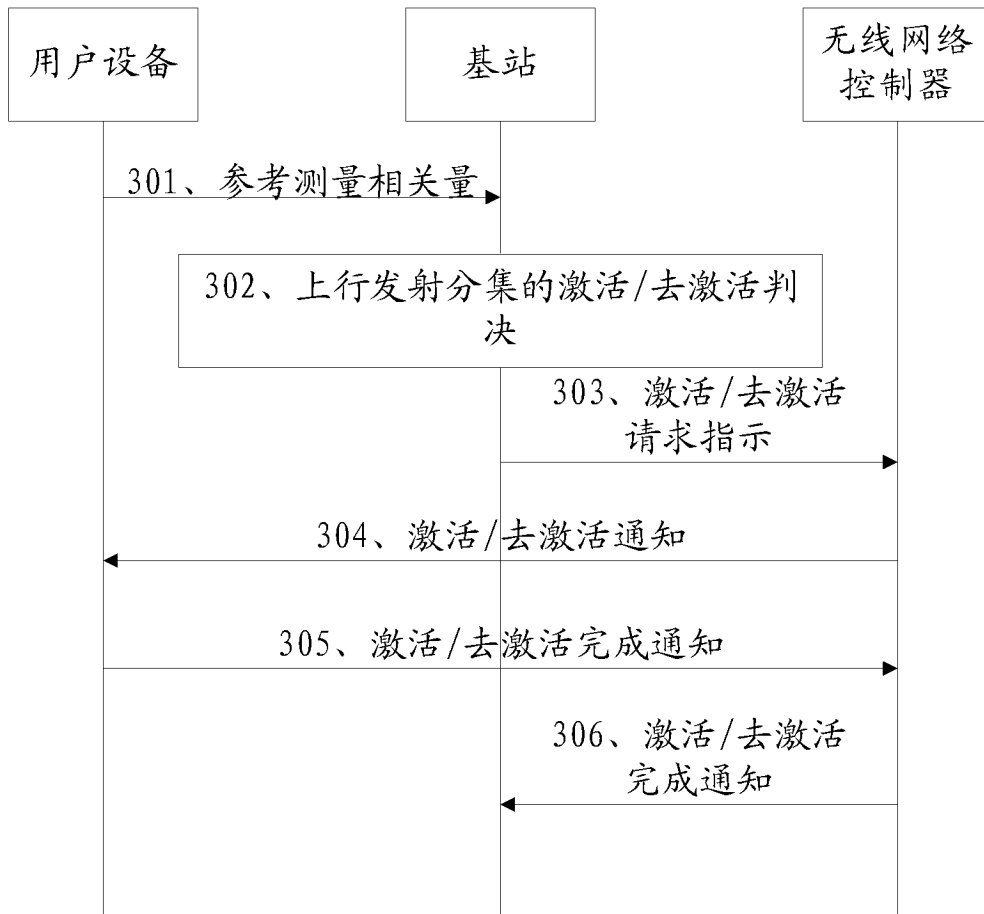 用户设备
基站
无线网络
控制器
301、参考测量相关量
302、上行发射分集的激活/去激活判
决
303、激活/去激活
请求指示
304、激活/去激活通知
305、激活/去激活完成通知
306、激活/去激活
完成通知